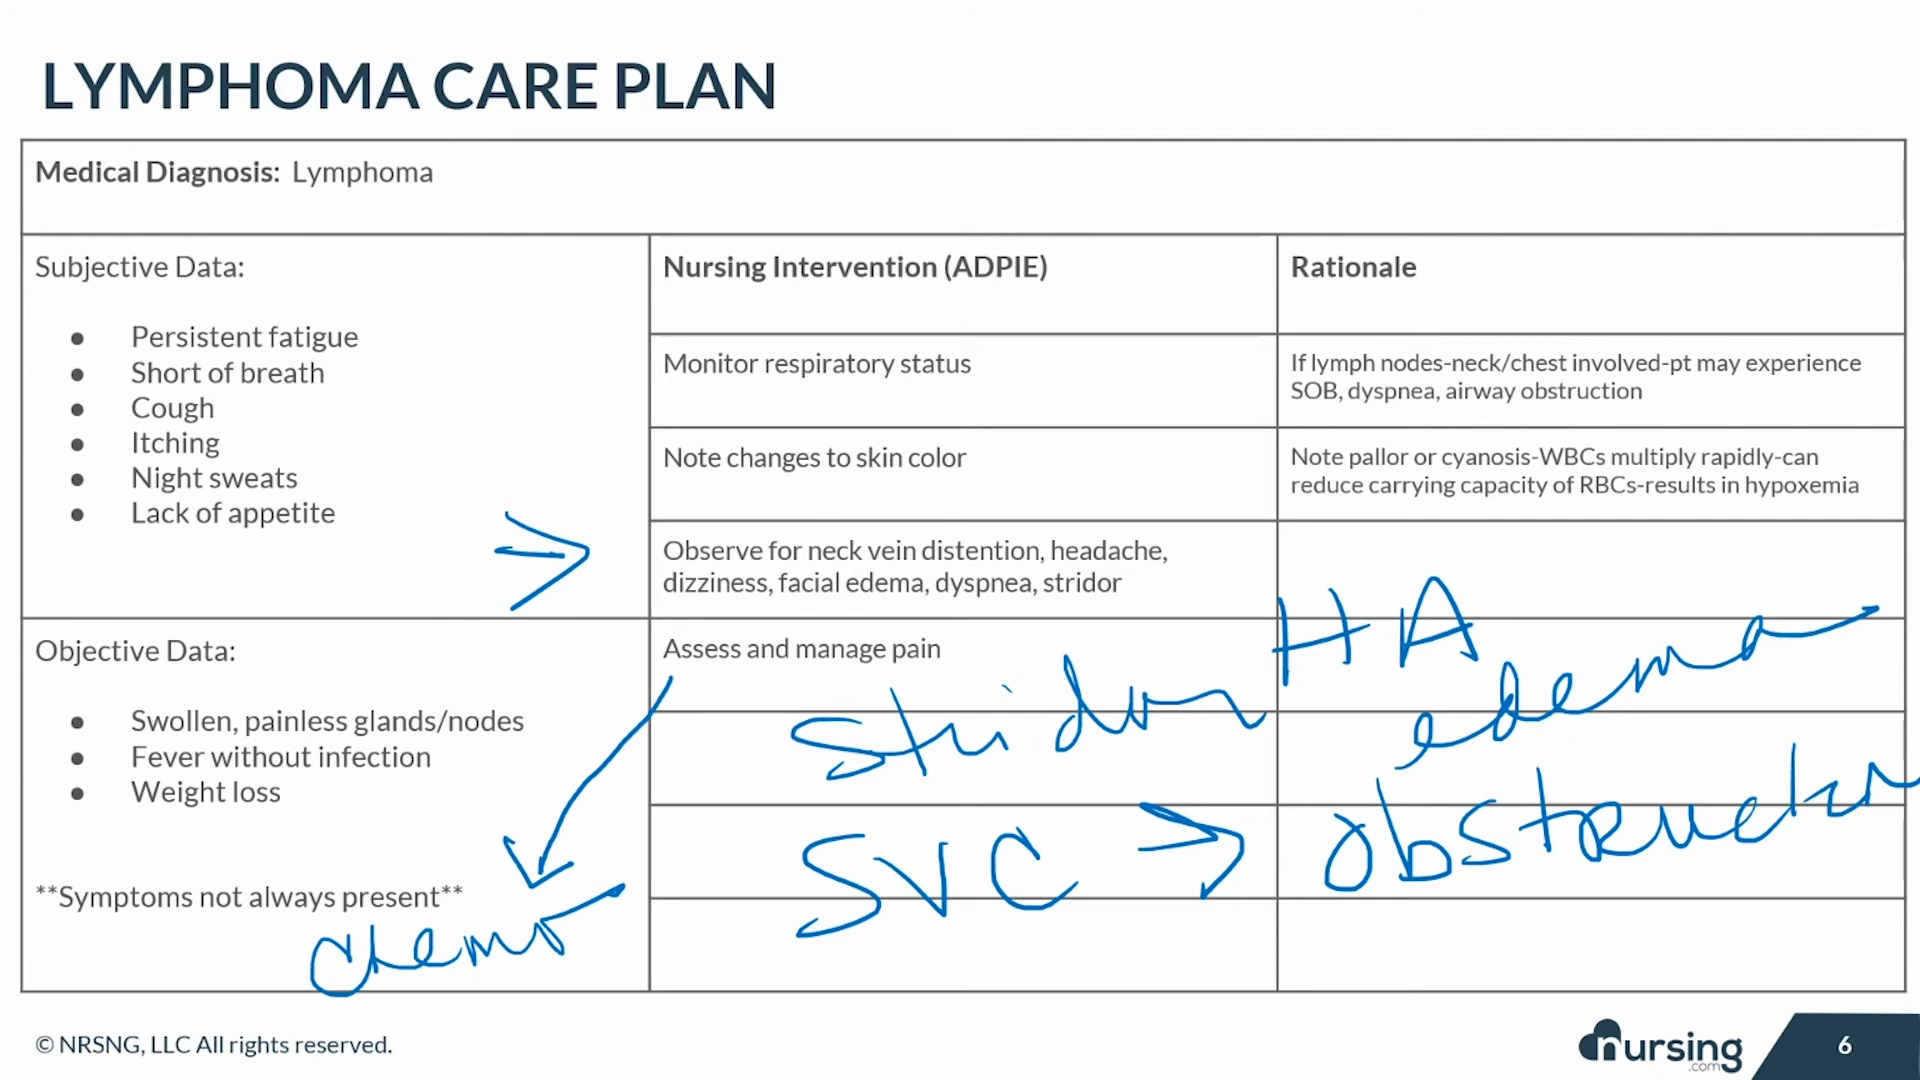 LYMPHOMA CARE PLAN
Medical Diagnosis: Lymphoma
Subjective Data:
● Persistent fatigue
● Short of breath
● Cough
● Itching
● Night sweats
● Lack of appetite
Objective Data:
● Swollen, painless glands/nodes
● Fever without infection
● Weight loss
**Symptoms not always present**
Chemo
Nursing Intervention (ADPIE)
Rationale
Monitor respiratory status
If lymph nodes-neck/chest involved-pt may experience
SOB, dyspnea, airway obstruction
Note changes to skin color
Note pallor or cyanosis-WBCs multiply rapidly-can
reduce carrying capacity of RBCs-results in hypoxemia
Observe for neck vein distention, headache,
dizziness, facial edema, dyspnea, stridor
Assess and manage pain
HA
stridor
edema
SVC → 
© NRSNG, LLC All rights reserved.
nursing
.com
6